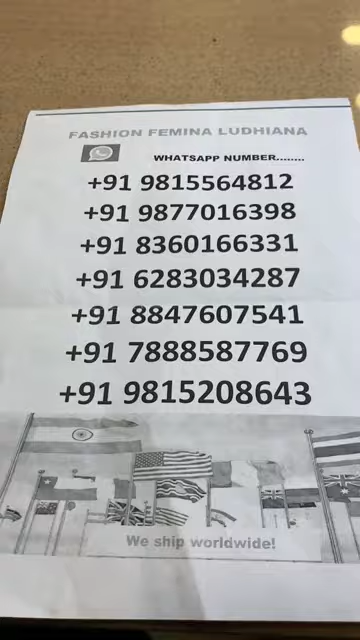 FASHION FEMINA LUDHIANA
WHATSAPP NUMBER........
+91 9815564812
+91 9877016398
+91 8360166331
+91 6283034287
+91 8847607541
+91 7888587769
+91 9815208643
We ship worldwide!